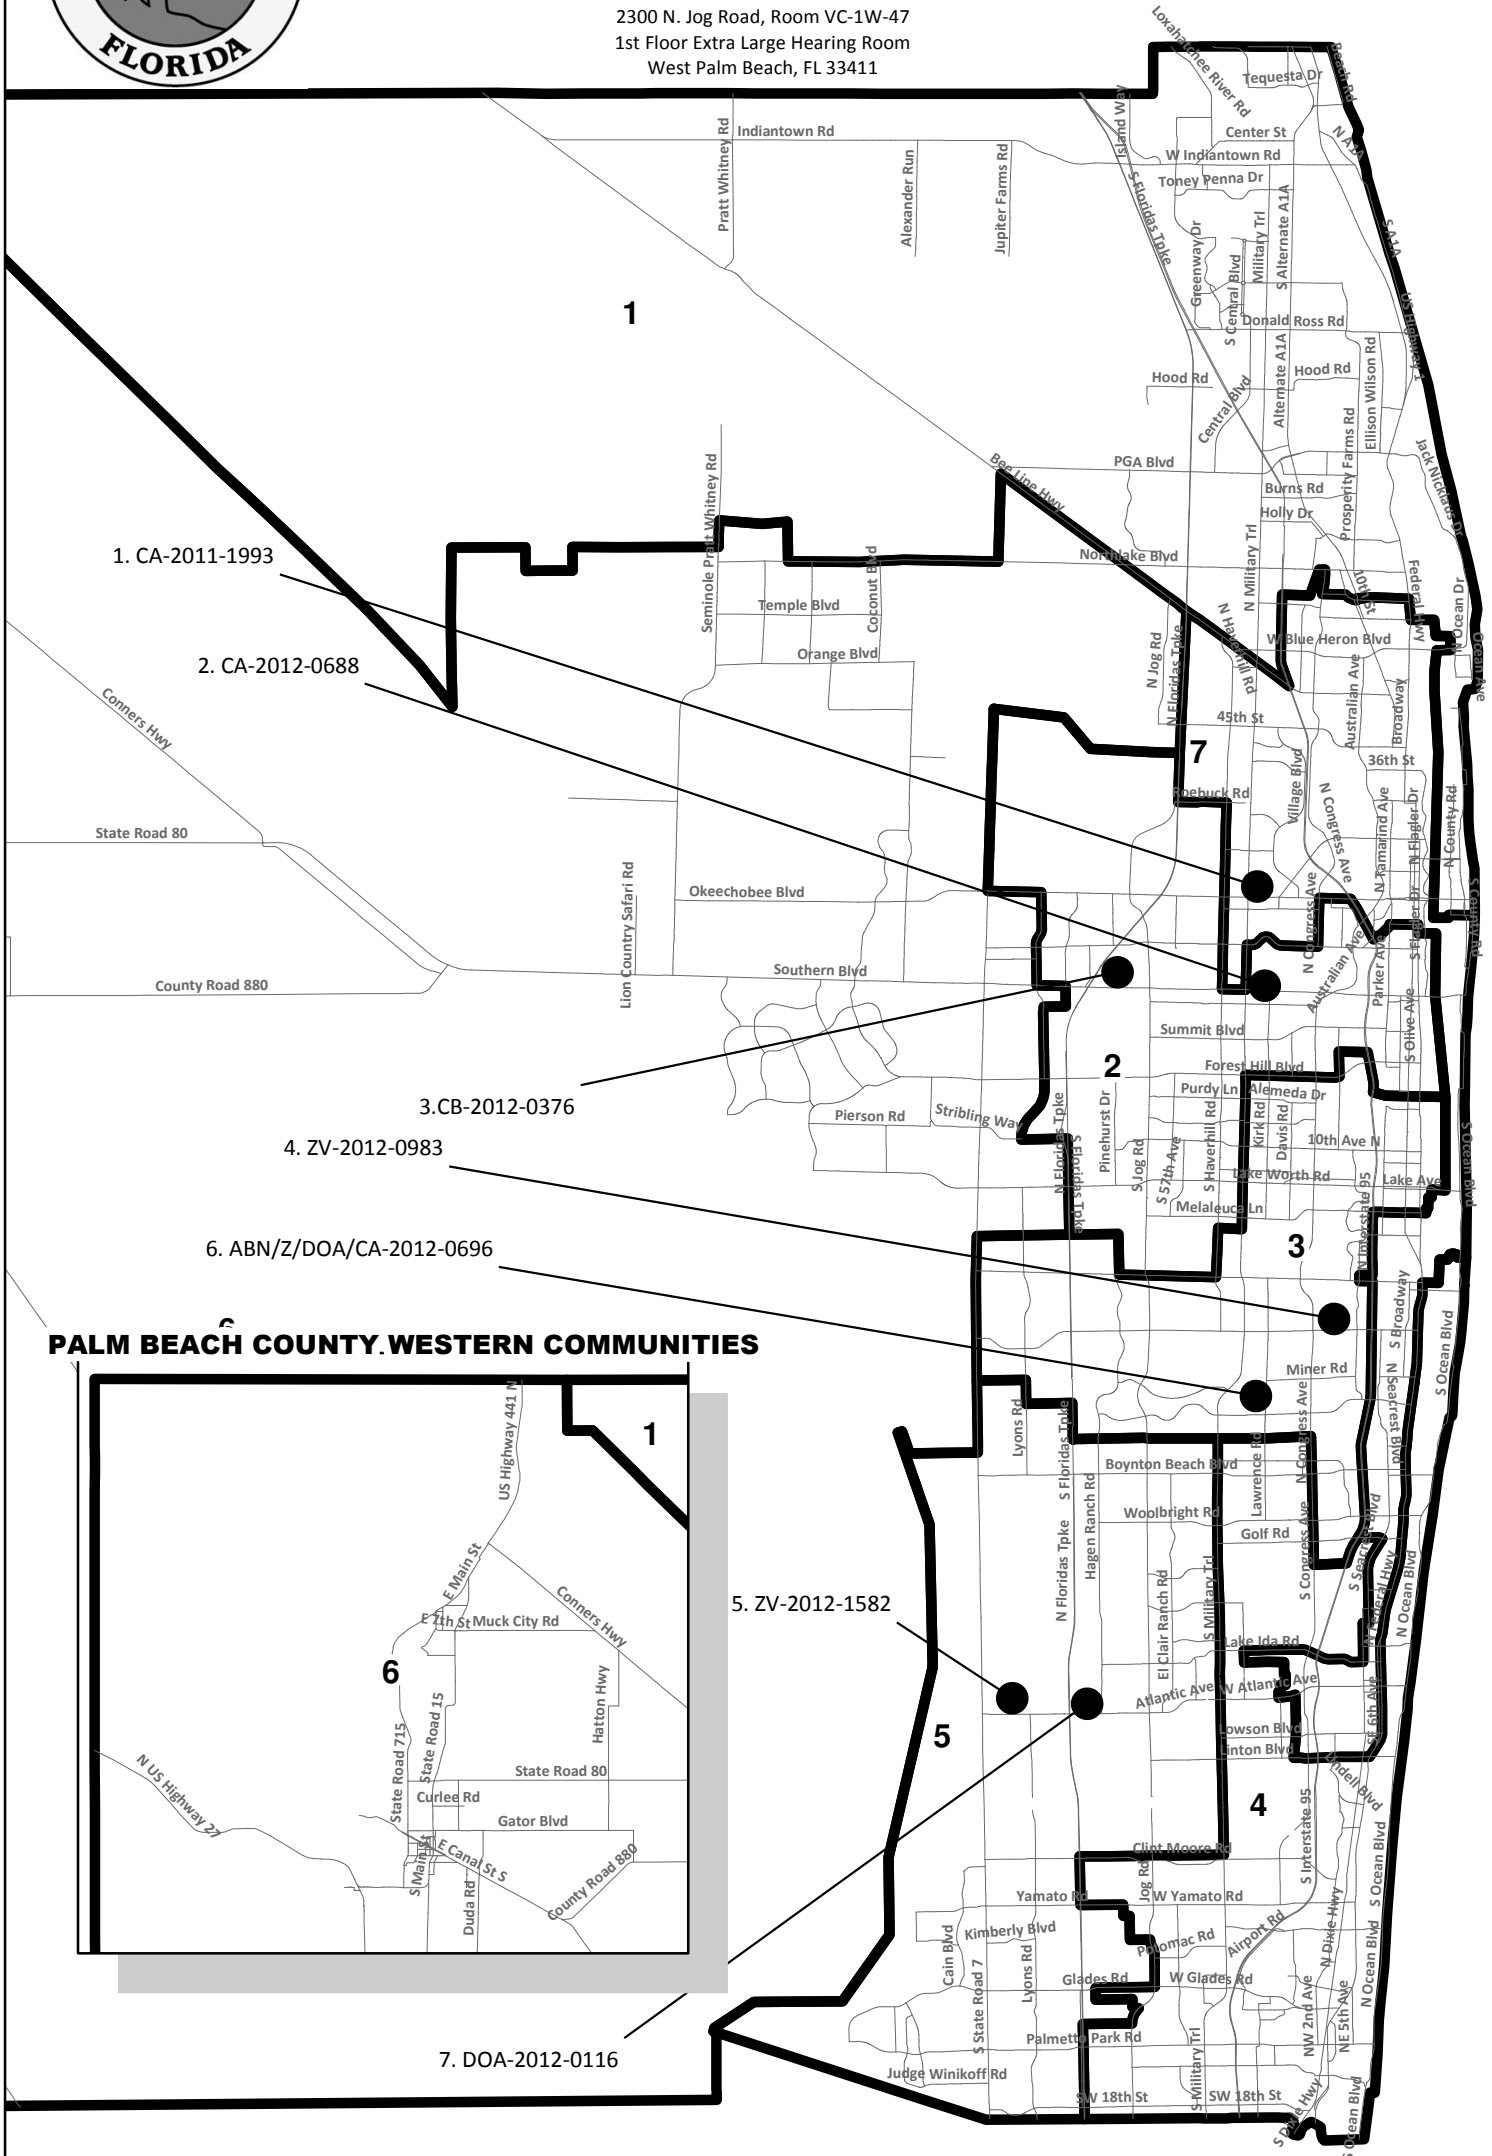 FLORIDA
2300 N. Jog Road, Room VC-1W-47
1st Floor Extra Large Hearing Room
West Palm Beach, FL 33411
Loxahatchee River Rd
Beach Rd
Tequesta Dr
Island Way
Indiantown Rd
Pratt Whitney Rd
Center St
N A1A
W Indiantown Rd
Alexander Run
Jupiter Farms Rd
Toney Penna Dr
S Floridas Tpke
Military Trl
S Alternate A1A
S A1A
Greenway Dr
S Central Blvd
1
US Highway 1
Donald Ross Rd
Alternate A1A
Ellison Wilson Rd
Hood Rd
Hood Rd
Central Blvd
Prosperity Farms Rd
Jack Nicklaus Dr
Bee Line Hwy
PGA Blvd
Seminole Pratt Whitney Rd
Burns Rd
Holly Dr
N Military Trl
1. CA-2011-1993
Northlake Blvd
Coconut Blvd
10th St
Federal Hwy
N Ocean Dr
Temple Blvd
N Haverhill Rd
W Blue Heron Blvd
Ocean Ave
Orange Blvd
N Jog Rd
N Floridas Tpke
2. CA-2012-0688
Australian Ave
Broadway
Conners Hwy
45th St
7
36th St
Village Blvd
Roebuck Rd
N Congress Ave
N Tamarind Ave
N Flagler Dr
N County Rd
State Road 80
Okeechobee Blvd
Lion Country Safari Rd
N Congress Ave
S Flagler Dr
S County Rd
Australian Ave
Parker Ave
Southern Blvd
County Road 880
Summit Blvd
S Olive Ave
2
Forest Hill Blvd
Purdy Ln
Alemeda Dr
3.CB-2012-0376
Pierson Rd
Stribling Way
N Floridas Tpke
S Floridas Tpke
Pinehurst Dr
S Jog Rd
S 57th Ave
S Haverhill Rd
Kirk Rd
Davis Rd
10th Ave N
S Ocean Blvd
4. ZV-2012-0983
Lake Worth Rd
Lake Ave
Melaleuca Ln
N Interstate 95
3
6. ABN/Z/DOA/CA-2012-0696
S Broadway
S Ocean Blvd
6
PALM BEACH COUNTY WESTERN COMMUNITIES
Miner Rd
N Seacrest Blvd
1
US Highway 441 N
Lyons Rd
S Floridas Tpke
N Congress Ave
Boynton Beach Blvd
Lawrence Rd
Hagen Ranch Rd
Woolbright Rd
Golf Rd
E Main St
N Floridas Tpke
S Congress Ave
S Seacrest Blvd
N Federal Hwy
N Ocean Blvd
Conners Hwy
5. ZV-2012-1582
El Clair Ranch Rd
S Military Trl
E 7th St
Muck City Rd
Lake Ida Rd
6
Hatton Hwy
Atlantic Ave
W Atlantic Ave
SE 6th Ave
State Road 715
State Road 15
5
Lowson Blvd
Linton Blvd
N US Highway 27
State Road 80
Lindell Blvd
Curlee Rd
4
Gator Blvd
S Interstate 95
S Main St
E Canal St S
Clint Moore Rd
S Ocean Blvd
County Road 880
Duda Rd
Jog Rd
Yamato Rd
W Yamato Rd
Cain Blvd
Kimberly Blvd
Potomac Rd
Airport Rd
N Dixie Hwy
Lyons Rd
Glades Rd
W Glades Rd
N Ocean Blvd
S State Road 7
NW 2nd Ave
NE 5th Ave
Palmetto Park Rd
S Military Trl
7. DOA-2012-0116
Judge Winikoff Rd
SW 18th St
SW 18th St
S Dixie Hwy
S Ocean Blvd